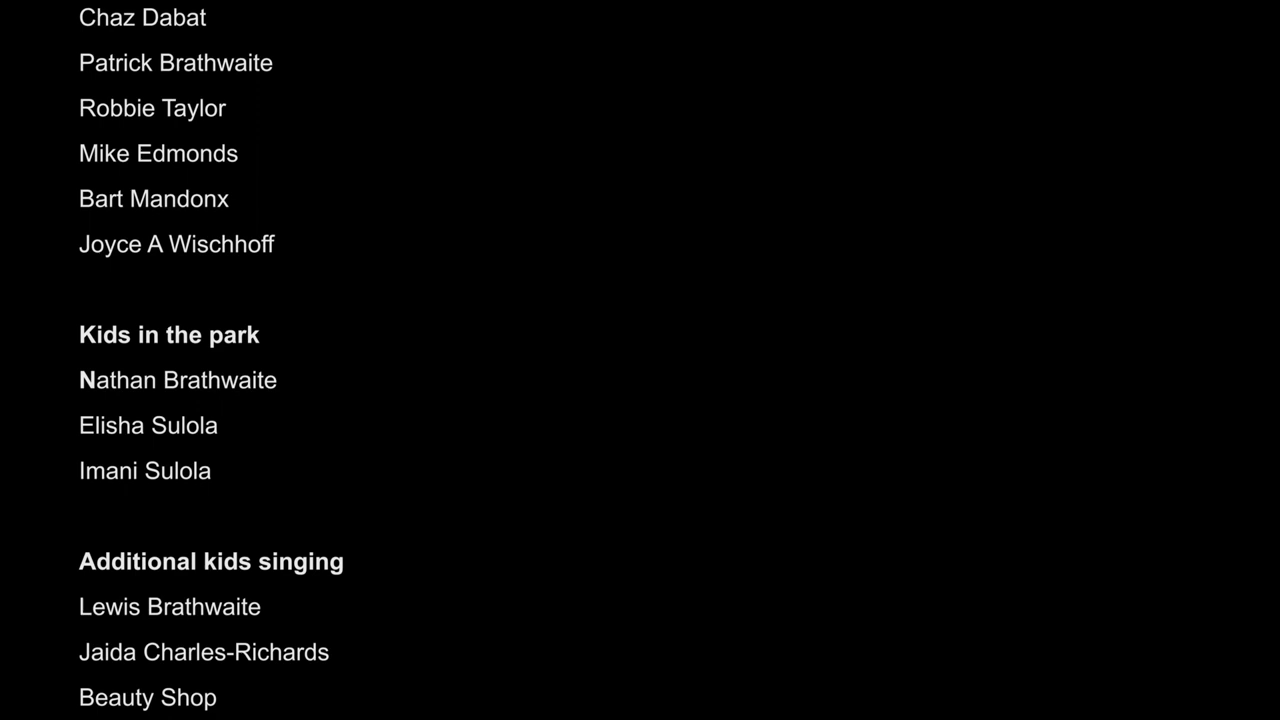 Chaz Dabat
Patrick Brathwaite
Robbie Taylor
Mike Edmonds
Bart Mandonx
Joyce A Wischhoff
Kids in the park
Nathan Brathwaite
Elisha Sulola
Imani Sulola
Additional kids singing
Lewis Brathwaite
Jaida Charles-Richards
Beauty Shop